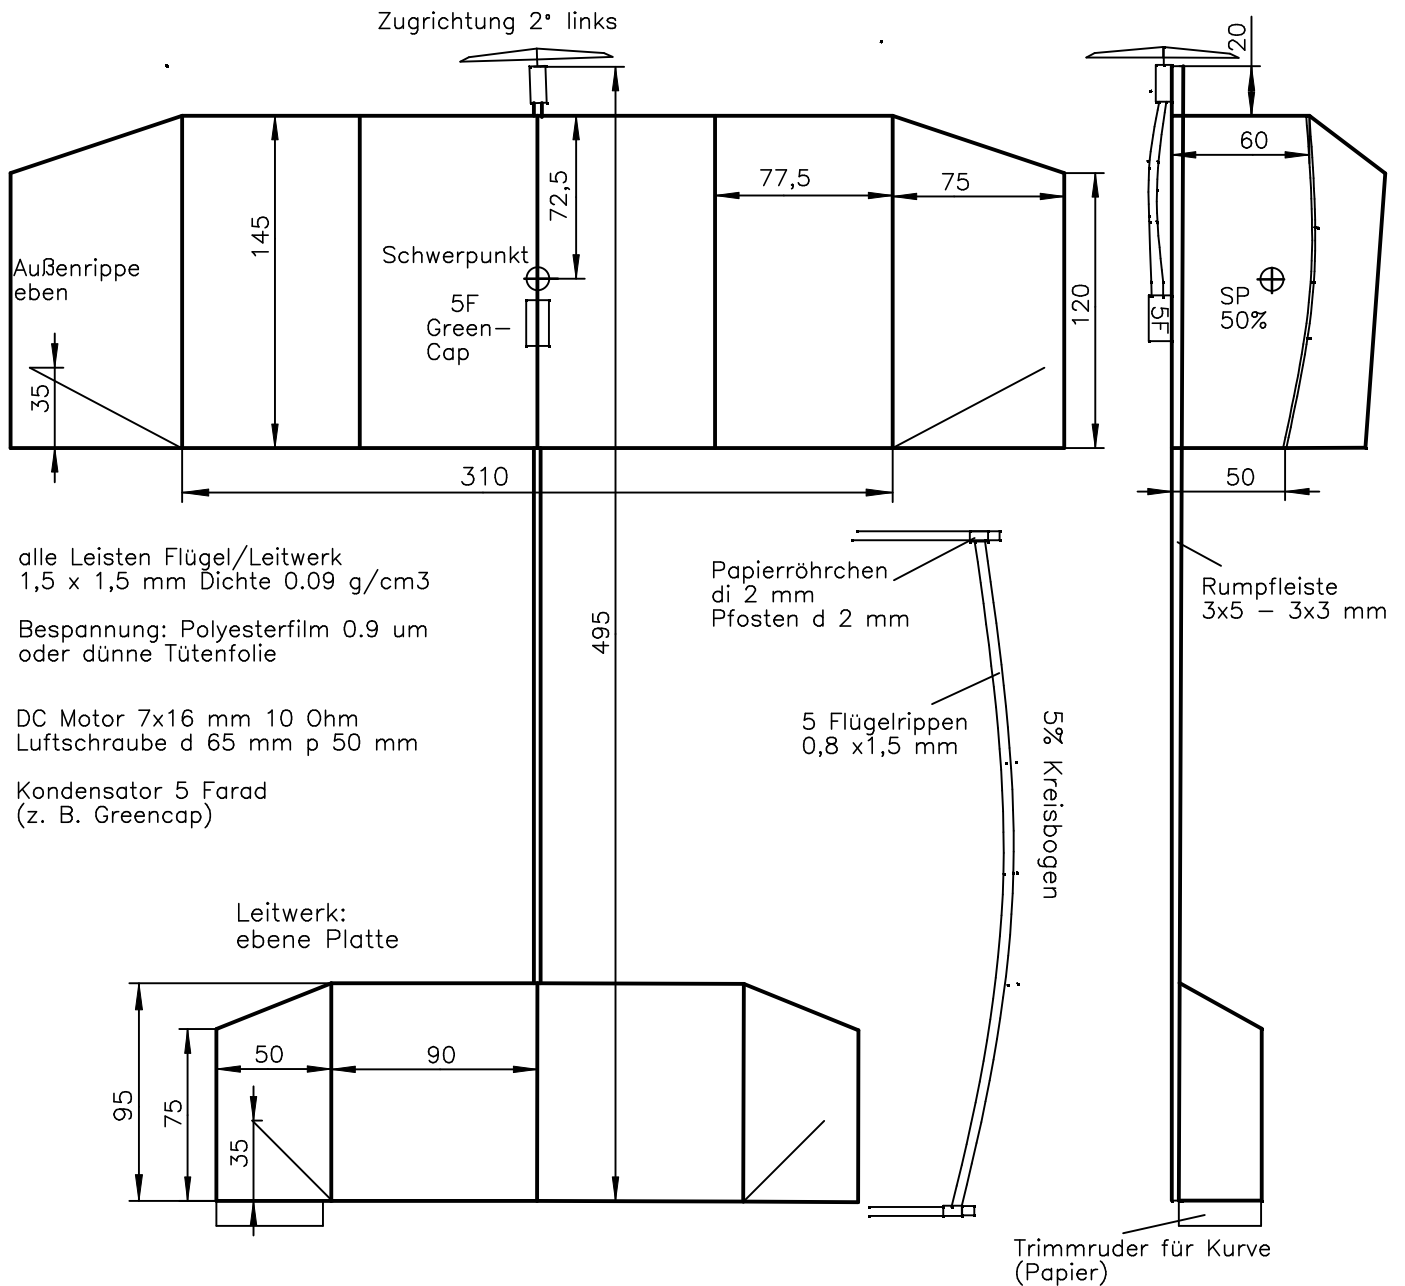 Zugrichtung 2° links
20
60
77,5
75
72,5
145
Schwerpunkt
Außenrippe
eben
5F
Green-
Cap
120
SP
50%
5F
35
310
50
alle Leisten Flügel/Leitwerk
1,5 x 1,5 mm Dichte 0.09 g/cm3
Papierröhrchen
di 2 mm
Pfosten d 2 mm
Rumpfleiste
3x5 - 3x3 mm
Bespannung: Polyesterfilm 0.9 um
oder dünne Tütenfolie
495
DC Motor 7x16 mm 10 Ohm
Luftschraube d 65 mm p 50 mm
5 Flügelrippen
0,8 x1,5 mm
5% Kreisbogen
Kondensator 5 Farad
(z. B. Greencap)
Leitwerk:
ebene Platte
50
90
95
75
35
Trimmruder für Kurve
(Papier)